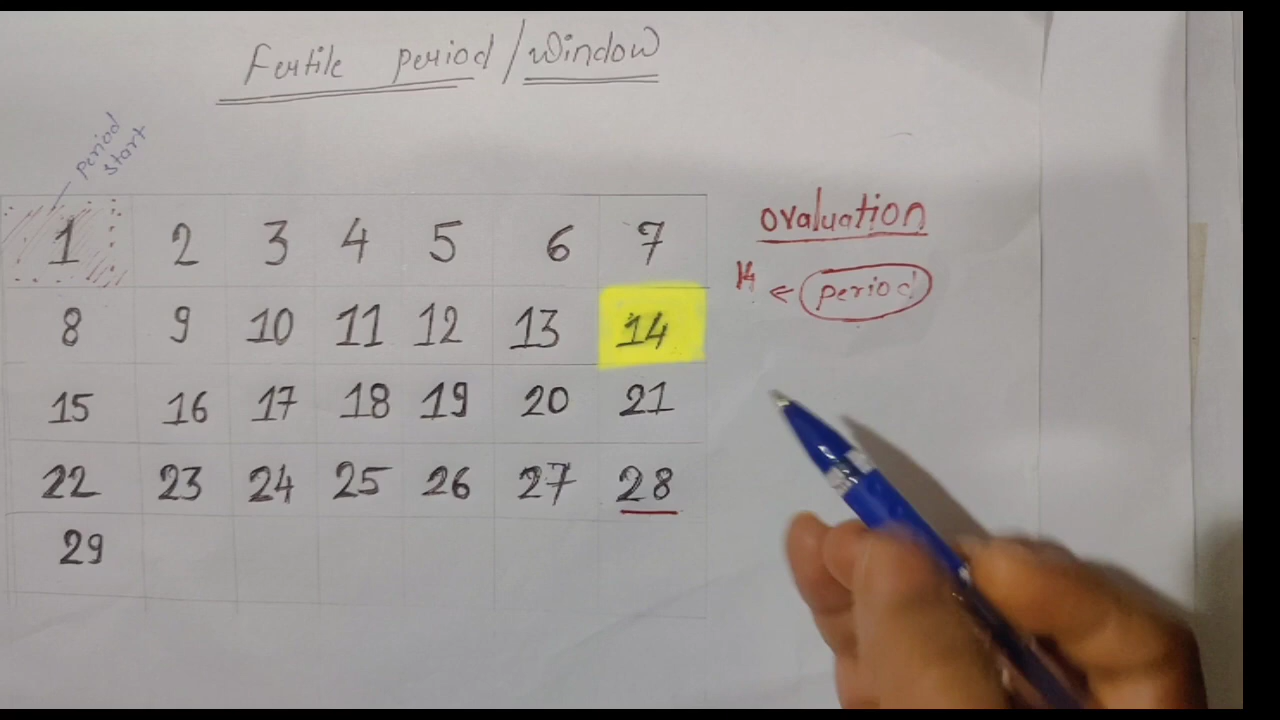 Fertile period / Window
period
start
1 2 3 4 5 6 7
8 9 10 11 12 13 14
15 16 17 18 19 20 21
22 23 24 25 26 27 28
29
ovaluation
14 ← period